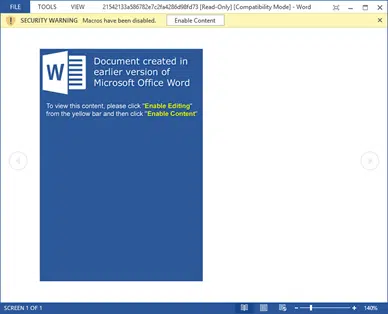 FILE TOOLS VIEW 21542133a586782e7c2fa4286d98fd73 [Read-Only] [Compatibility Mode] - Word
SECURITY WARNING Macros have been disabled. Enable Content
W
Document created in
earlier version of
Microsoft Office Word
To view this content, please click "Enable Editing"
from the yellow bar and then click "Enable Content"
SCREEN 1 OF 1 140%